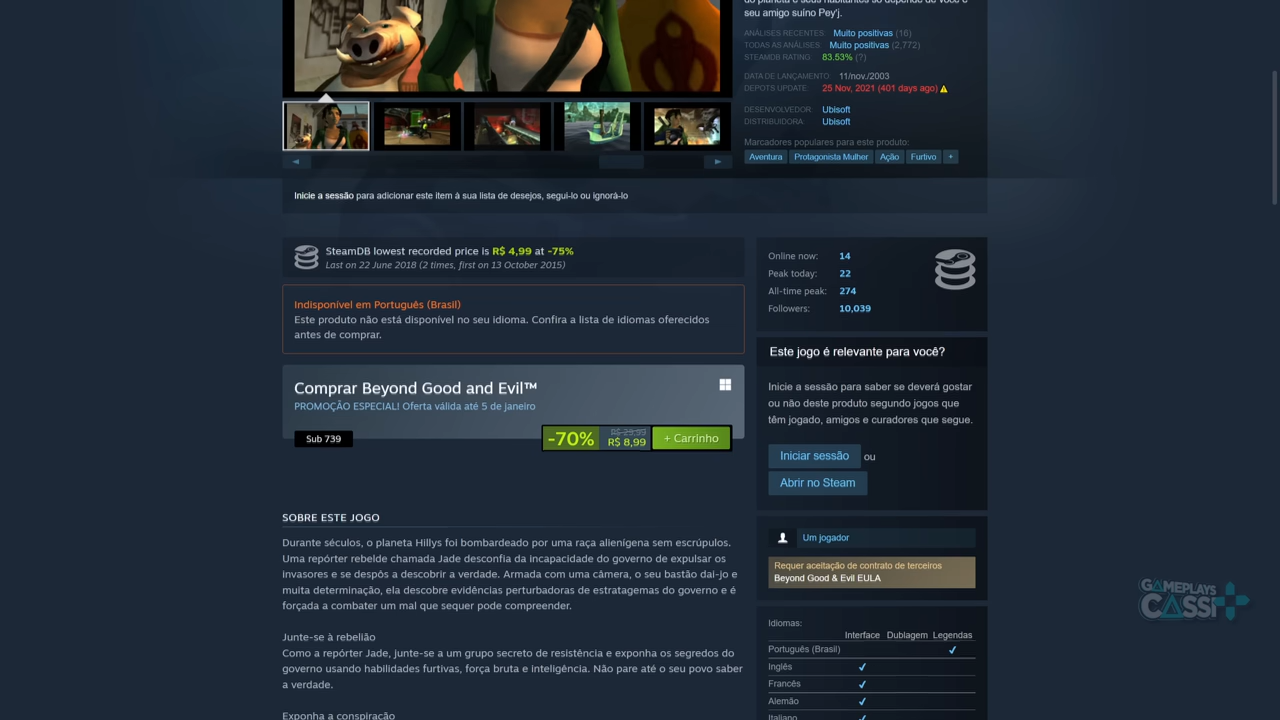 do planeta e seus habitantes só depende de você e
seu amigo suíno Pey'j.
ANÁLISES RECENTES: Muito positivas (16)
TODAS AS ANÁLISES: Muito positivas (2,772)
STEAMDB RATING: 83.53% (?)
DATA DE LANÇAMENTO: 11/nov./2003
DEPOTS UPDATE: 25 Nov, 2021 (401 days ago)
DESENVOLVEDOR: Ubisoft
DISTRIBUIDORA: Ubisoft
Marcadores populares para este produto:
Aventura Protagonista Mulher Ação Furtivo +
Inicie a sessão para adicionar este item à sua lista de desejos, segui-lo ou ignorá-lo
SteamDB lowest recorded price is R$ 4,99 at -75%
Last on 22 June 2018 (2 times, first on 13 October 2015)
Indisponível em Português (Brasil)
Este produto não está disponível no seu idioma. Confira a lista de idiomas oferecidos
antes de comprar.
Comprar Beyond Good and Evil™
PROMOÇÃO ESPECIAL! Oferta válida até 5 de janeiro
Sub 739
-70% R$ 29,99
R$ 8,99
+ Carrinho
SOBRE ESTE JOGO
Durante séculos, o planeta Hillys foi bombardeado por uma raça alienígena sem escrúpulos.
Uma repórter rebelde chamada Jade desconfia da incapacidade do governo de expulsar os
invasores e se despôs a descobrir a verdade. Armada com uma câmera, o seu bastão dai-jo e
muita determinação, ela descobre evidências perturbadoras de estratagemas do governo e é
forçada a combater um mal que sequer pode compreender.
Junte-se à rebelião
Como a repórter Jade, junte-se a um grupo secreto de resistência e exponha os segredos do
governo usando habilidades furtivas, força bruta e inteligência. Não pare até o seu povo saber
a verdade.
Exponha a conspiração
Online now: 14
Peak today: 22
All-time peak: 274
Followers: 10,039
Este jogo é relevante para você?
Inicie a sessão para saber se deverá gostar
ou não deste produto segundo jogos que
têm jogado, amigos e curadores que segue.
Iniciar sessão ou
Abrir no Steam
Um jogador
Requer aceitação de contrato de terceiros
Beyond Good & Evil EULA
Idiomas:
Interface Dublagem Legendas
Português (Brasil) ✔
Inglês ✔
Francês ✔
Alemão ✔
Italiano ✔
GAMEPLAYS
CASSI